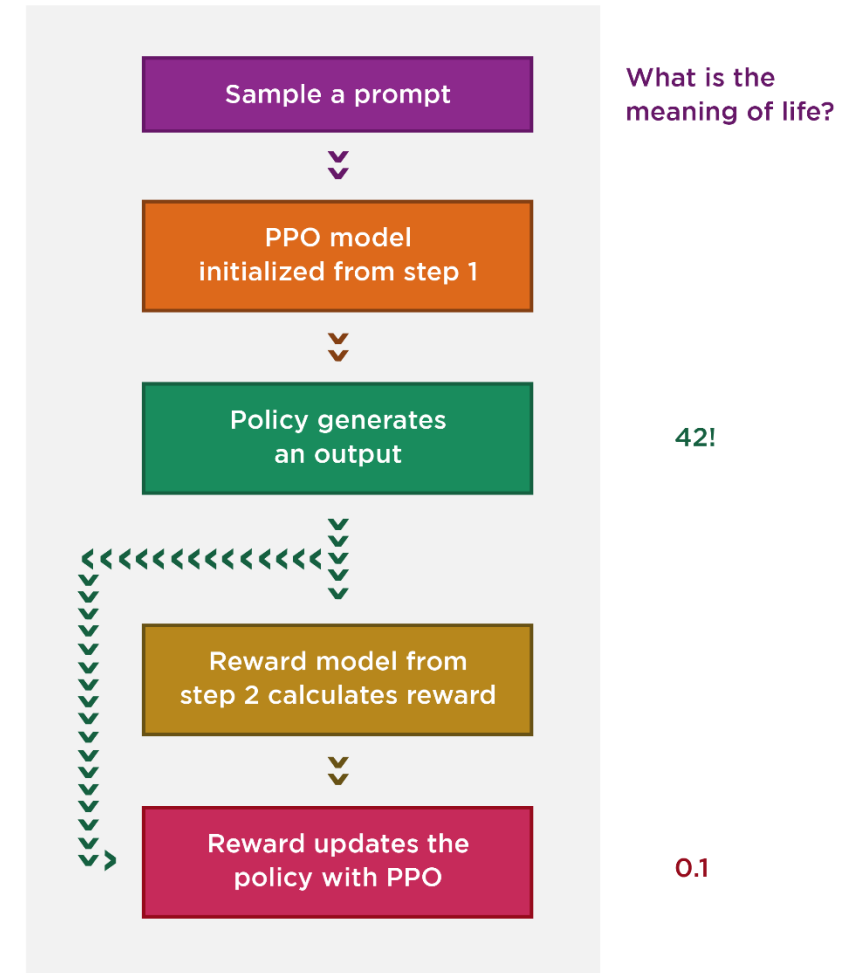 Sample a prompt
What is the
meaning of life?
PPO model
initialized from step 1
Policy generates
an output
42!
Reward model from
step 2 calculates reward
Reward updates the
policy with PPO
0.1